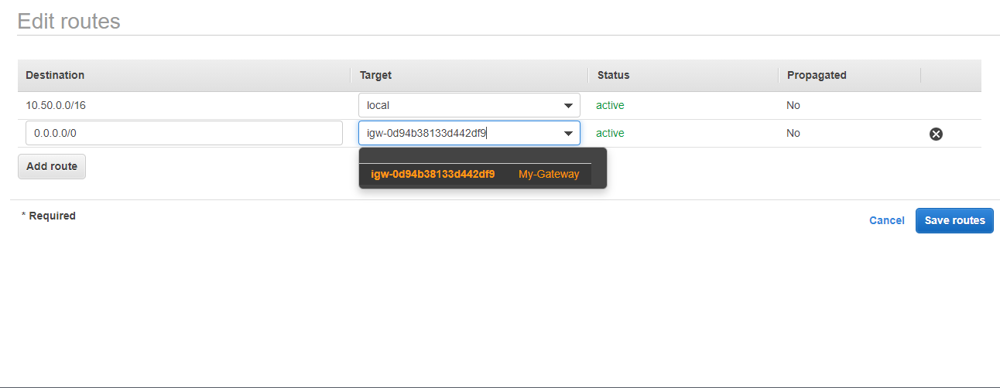 Edit routes
Destination Target Status Propagated
10.50.0.0/16 local active No
0.0.0.0/0 igw-0d94b38133d442df9 active No
igw-0d94b38133d442df9 My-Gateway
Add route
* Required
Cancel Save routes